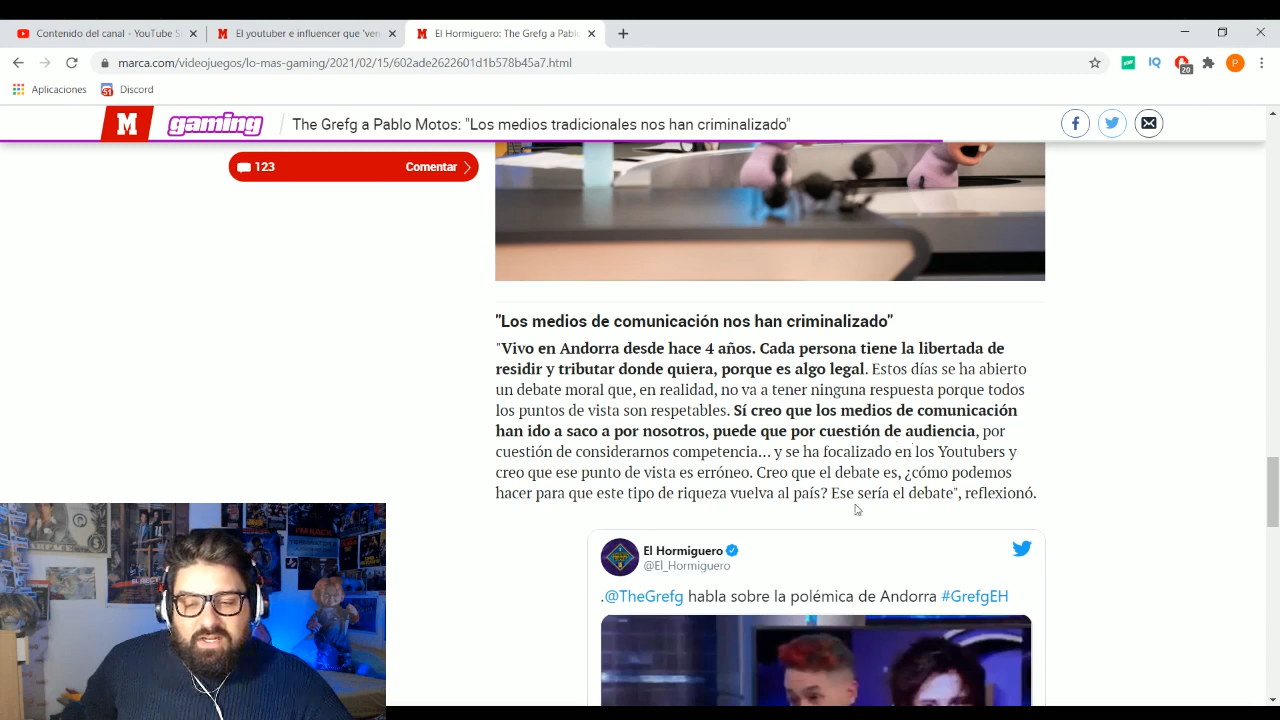 Contenido del canal - YouTube S
El youtuber e influencer que 'ven
El Hormiguero: The Grefg a Pablo
marca.com/videojuegos/lo-mas-gaming/2021/02/15/602ade2622601d1b578b45a7.html
IQ
20
P
Aplicaciones
51
Discord
M
gaming
The Grefg a Pablo Motos: "Los medios tradicionales nos han criminalizado"
123
Comentar
"Los medios de comunicación nos han criminalizado"
"Vivo en Andorra desde hace 4 años. Cada persona tiene la libertada de
residir y tributar donde quiera, porque es algo legal. Estos días se ha abierto
un debate moral que, en realidad, no va a tener ninguna respuesta porque todos
los puntos de vista son respetables. Sí creo que los medios de comunicación
han ido a saco a por nosotros, puede que por cuestión de audiencia, por
cuestión de considerarnos competencia... y se ha focalizado en los Youtubers y
creo que ese punto de vista es erróneo. Creo que el debate es, ¿cómo podemos
hacer para que este tipo de riqueza vuelva al país? Ese sería el debate", reflexionó.
El Hormiguero
@El_Hormiguero
.@TheGrefg habla sobre la polémica de Andorra #GrefgEH